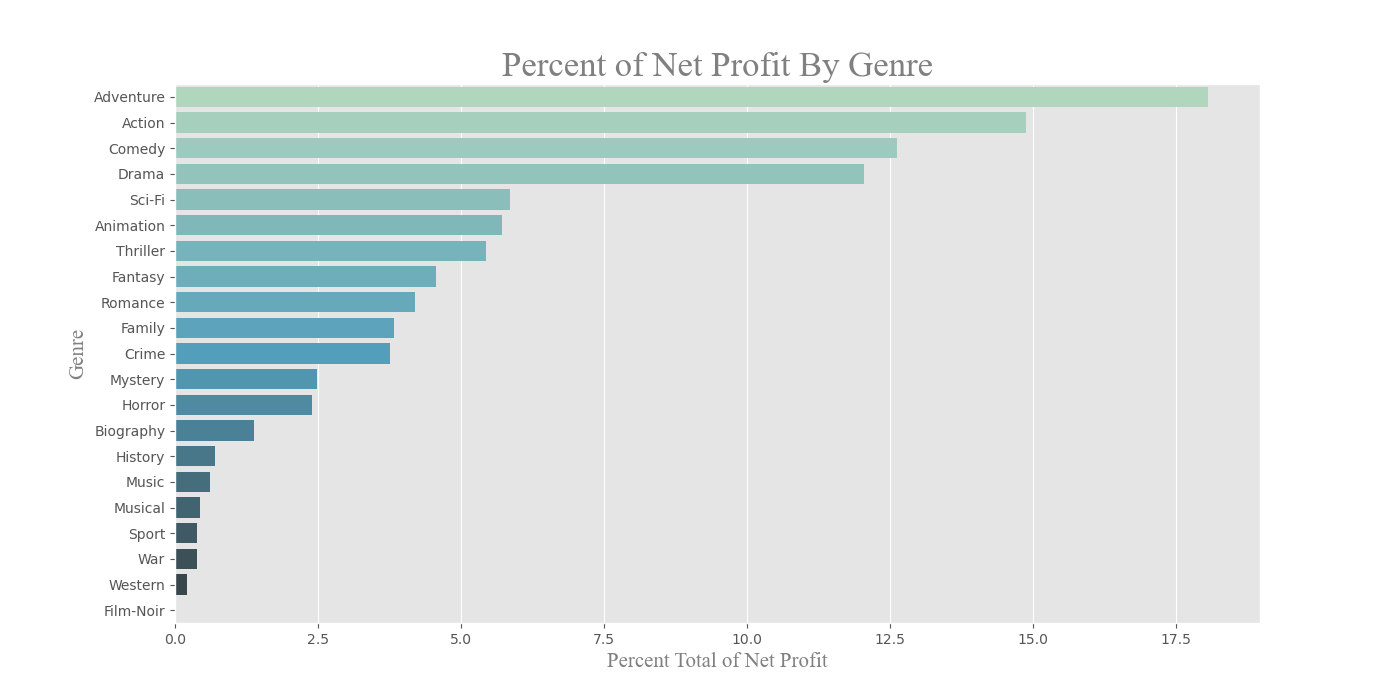 Percent of Net Profit By Genre
Adventure
Action
Comedy
Drama
Sci-Fi
Animation
Thriller
Fantasy
Romance
Family
Crime
Mystery
Horror
Biography
History
Music
Musical
Sport
War
Western
Film-Noir
Genre
0.0 2.5 5.0 7.5 10.0 12.5 15.0 17.5
Percent Total of Net Profit